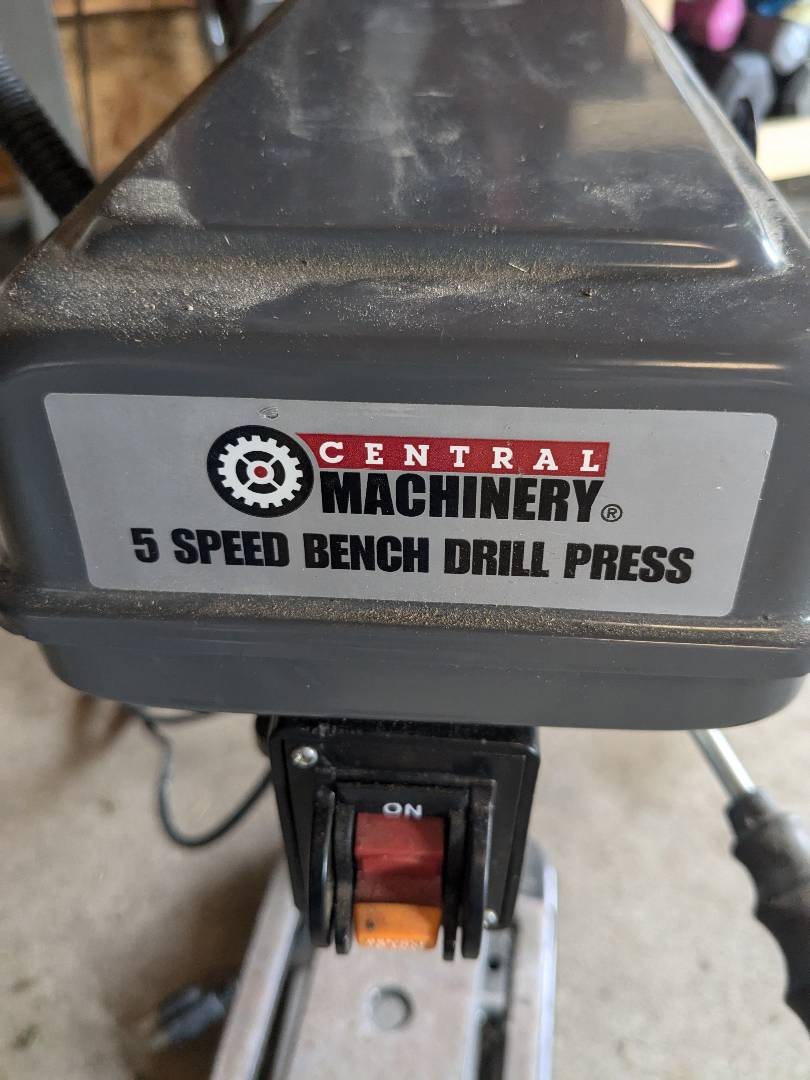 CENTRAL
MACHINERY®
5 SPEED BENCH DRILL PRESS
ON